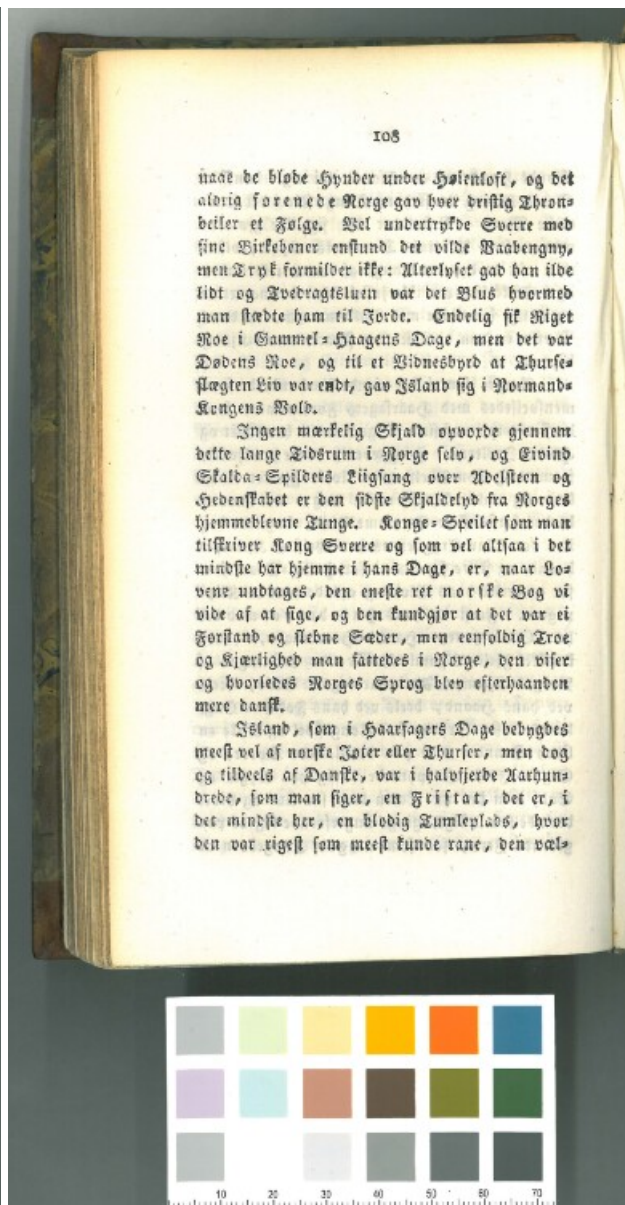 108
naae de bløde Hynder under Høienloft, og det
aldrig forenede Norge gav hver dristig Thron=
beiler et Følge. Vel undertrykde Sverre med
sine Birkebener enstund det vilde Vaabengny,
men Tryk formilder ikke: Alterlyset gad han ilde
lidt og Tvedragtsluen var det Blus hvormed
man stædte ham til Jorde. Endelig fik Riget
Roe i Gammel=Haagens Dage, men det var
Dødens Roe, og til et Vidnesbyrd at Thurse=
slægten Liv var endt, gav Island sig i Normand=
Kongens Vold.
Ingen mærkelig Skjald opvoxde gjennem
dette lange Tidsrum i Norge selv, og Eivind
Skalda=Spilders Liigsang over Adelsteen og
Hedenskabet er den sidste Skjaldelyd fra Norges
hjemmeblevne Tunge. Konge=Speilet som man
tilskriver Kong Sverre og som vel altsaa i det
mindste har hjemme i hans Dage, er, naar Lo=
vene undtages, den eneste ret norske Bog vi
vide af at sige, og den kundgjør at det var ei
Forstand og slebne Sæder, men eenfoldig Troe
og Kjærlighed man fattedes i Norge, den viser
og hvorledes Norges Sprog blev efterhaanden
mere dansk.
Island, som i Haarfagers Dage bebygdes
meest vel af norske Joter eller Thurser, men dog
og tildeels af Danske, var i halvfjerde Aarhun=
drede, som man siger, en Fristat, det er, i
det mindste her, en blodig Tumleplads, hvor
den var rigest som meest kunde rane, den væl=
10 20 30 40 50 60 70